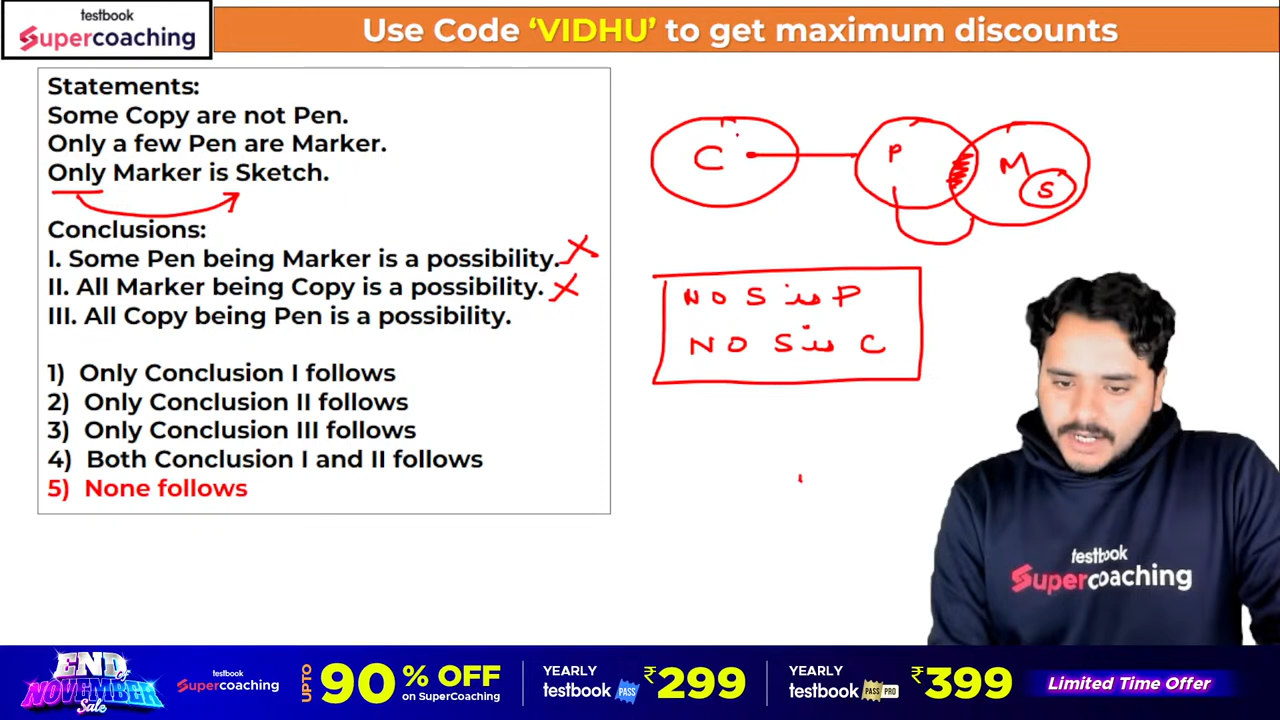 testbook
Supercoaching
Use Code ‘VIDHU’ to get maximum discounts
Statements:
Some Copy are not Pen.
Only a few Pen are Marker.
Only Marker is Sketch.
Conclusions:
I. Some Pen being Marker is a possibility.
II. All Marker being Copy is a possibility.
III. All Copy being Pen is a possibility.
1) Only Conclusion I follows
2) Only Conclusion II follows
3) Only Conclusion III follows
4) Both Conclusion I and II follows
5) None follows
C
P
M
S
NO S is P
NO S is C
testbook
Supercoaching
END of
NOVEMBER
Sale
testbook
Supercoaching
UPTO
90% OFF
on SuperCoaching
YEARLY
testbook PASS
₹299
YEARLY
testbook PASS PRO
₹399
Limited Time Offer